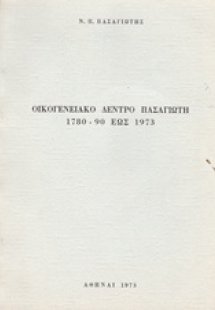 Ν. Π. ΠΑΣΑΓΙΩΤΗΣ
ΟΙΚΟΓΕΝΕΙΑΚΟ ΔΕΝΤΡΟ ΠΑΣΑΓΙΩΤΗ
1780 - 90 ΕΩΣ 1973
ΑΘΗΝΑΙ 1973